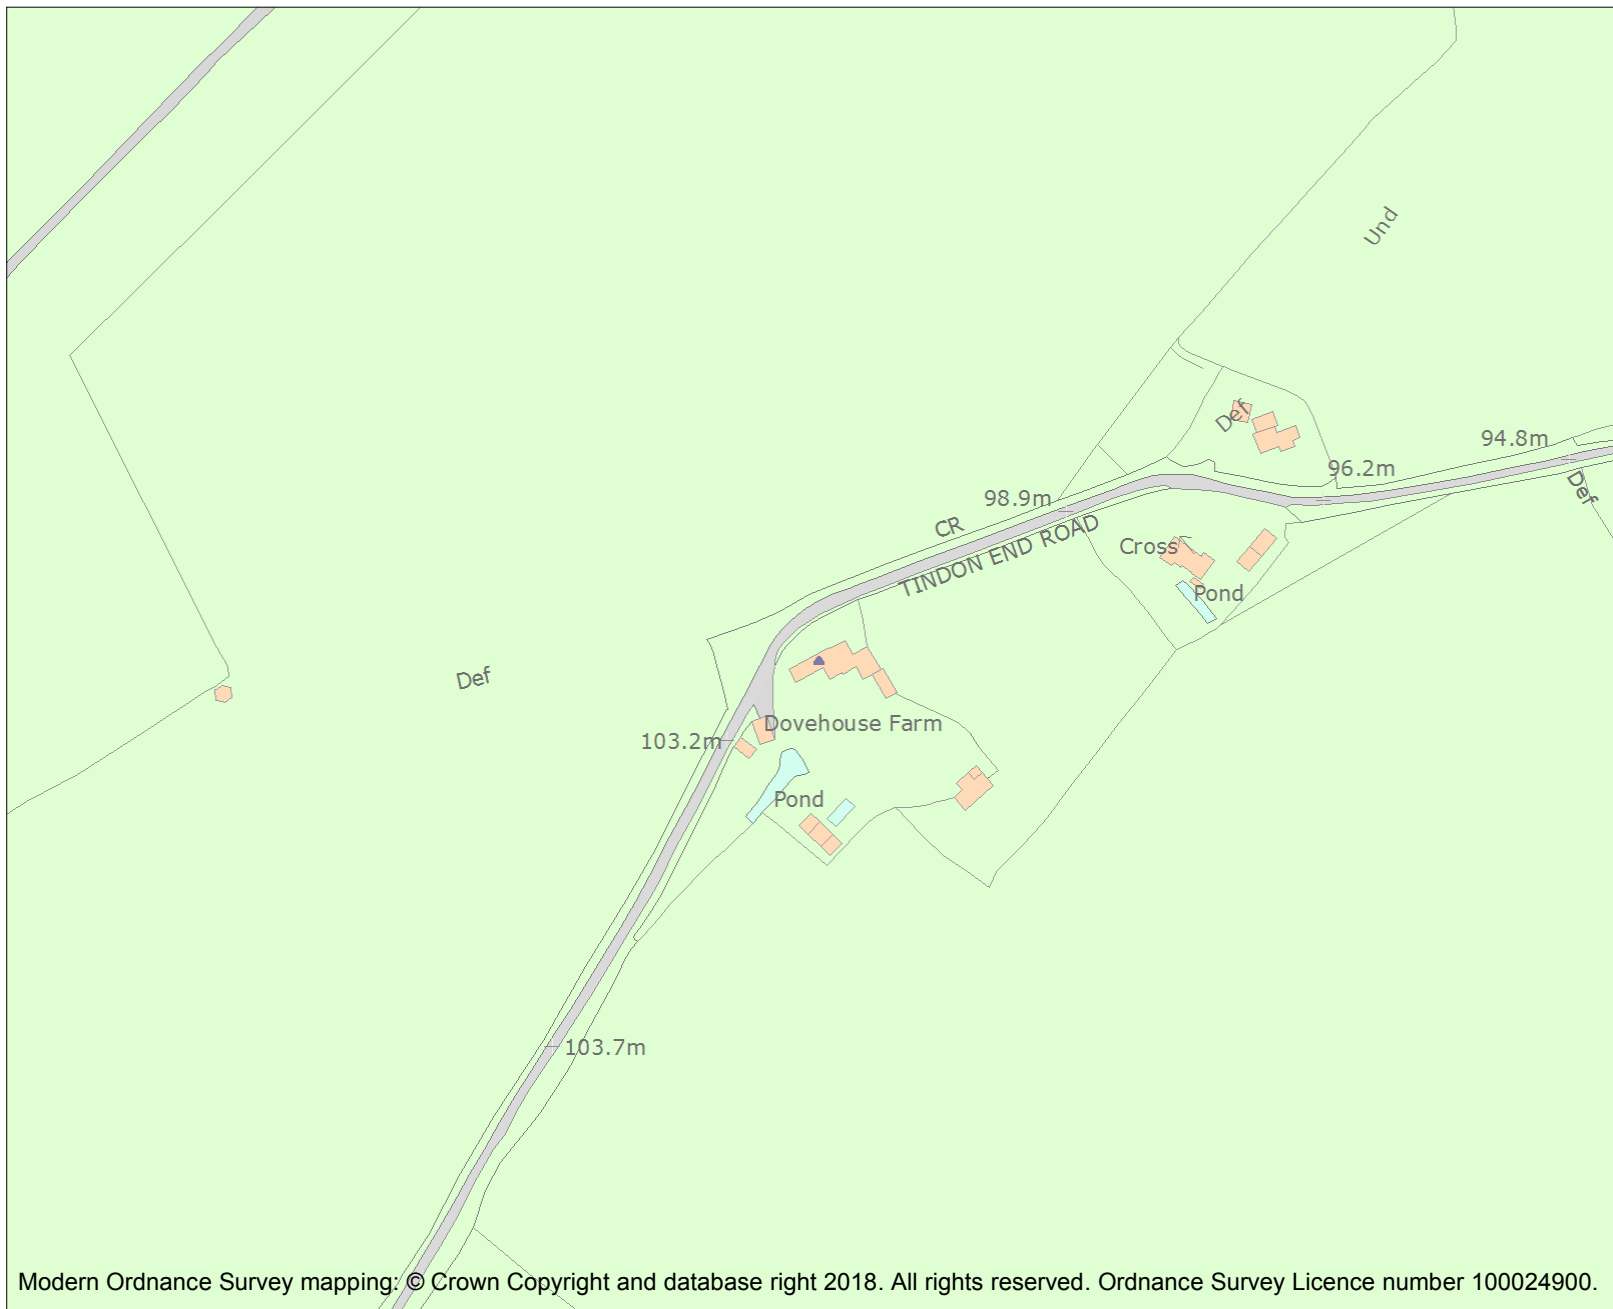 Und
Def
94.8m
96.2m
Def
98.9m
CR
TINDON END ROAD
Cross
Pond
Def
Dovehouse Farm
103.2m
Pond
103.7m
Modern Ordnance Survey mapping: © Crown Copyright and database right 2018. All rights reserved. Ordnance Survey Licence number 100024900.